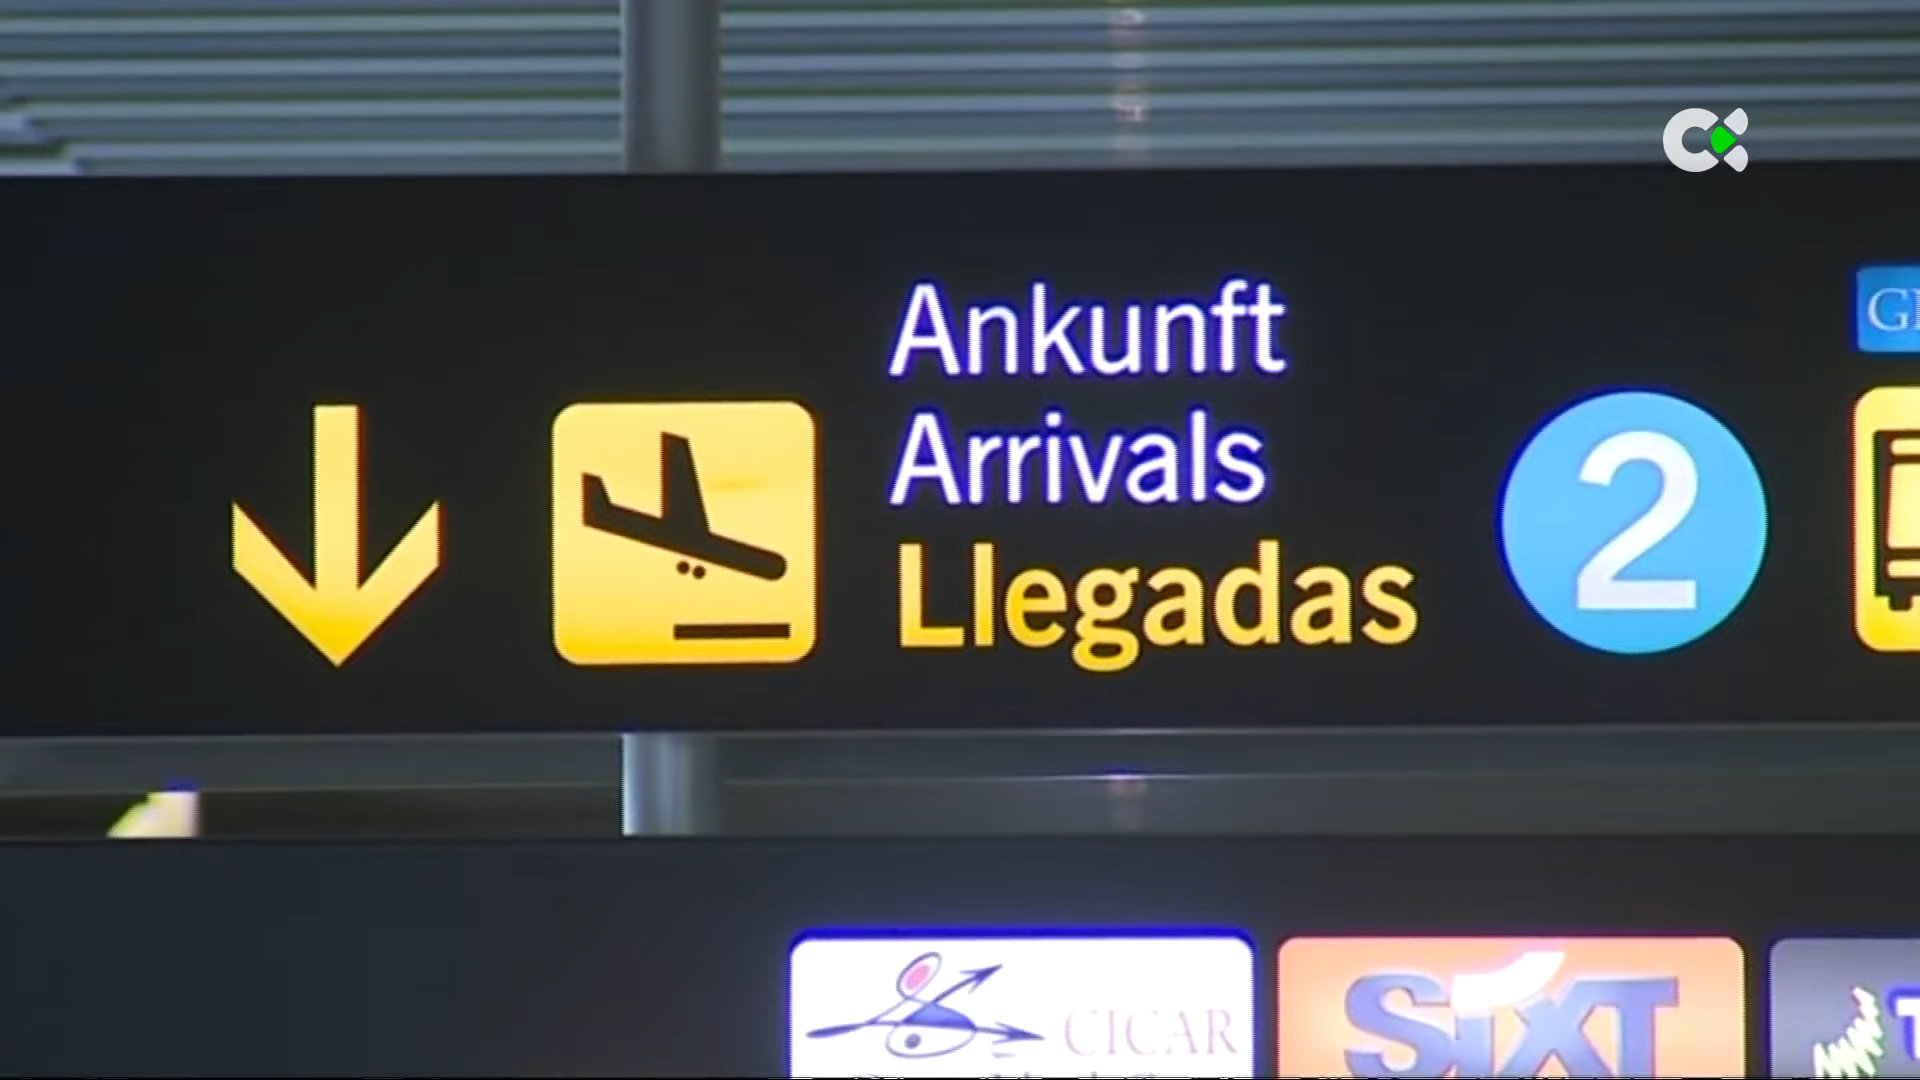 Ankunft
Arrivals
Llegadas
2
CICAR
SIXT